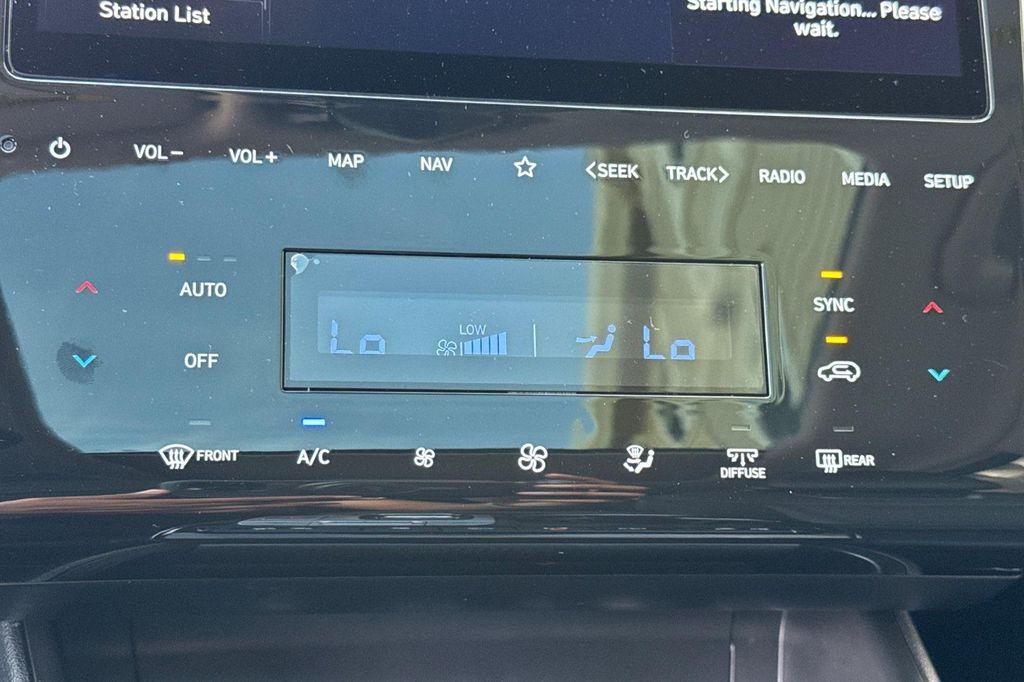 Station List
Starting Navigation... Please
wait.
VOL− VOL+ MAP NAV <SEEK TRACK> RADIO MEDIA SETUP
AUTO
SYNC
LOW
Lo Lo
OFF
FRONT A/C DIFFUSE REAR